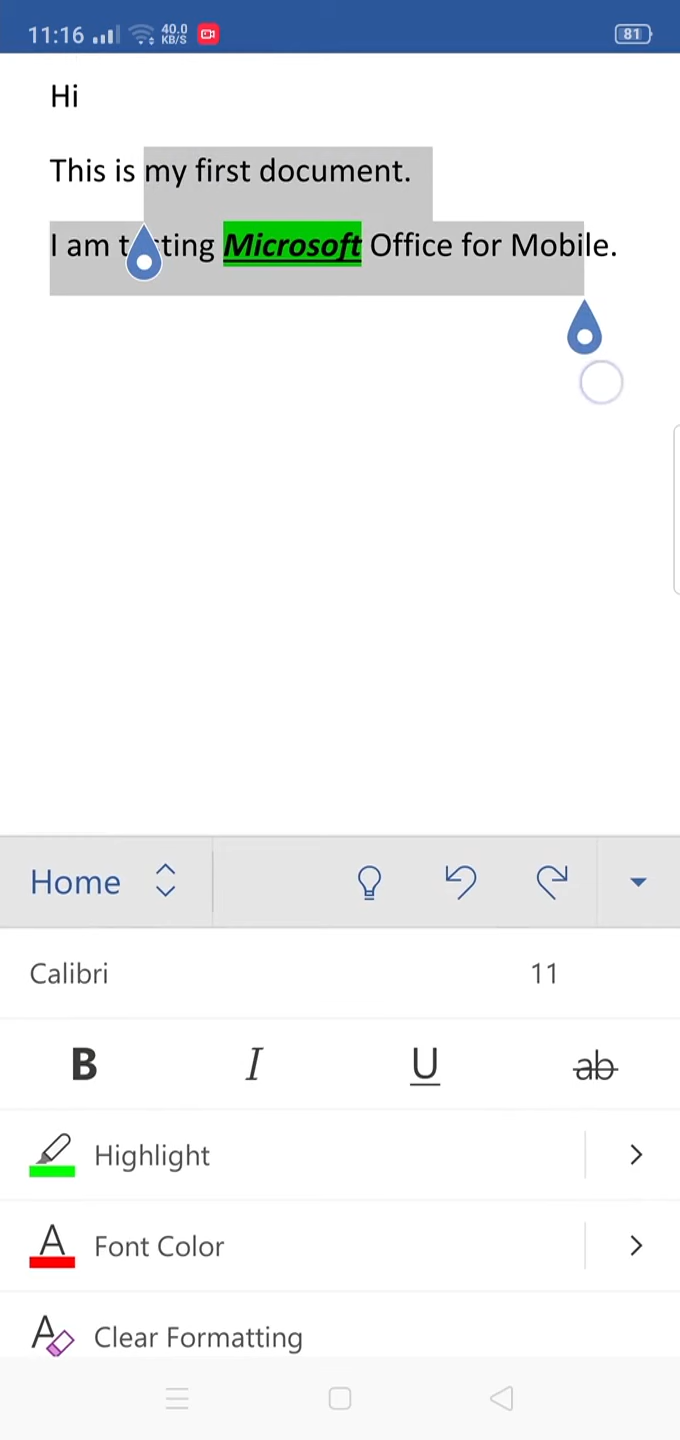 11:16 40.0 KB/S 81
Hi
This is my first document.
I am t ting Microsoft Office for Mobile.
Home
Calibri 11
B I U ab
Highlight
A Font Color
A Clear Formatting